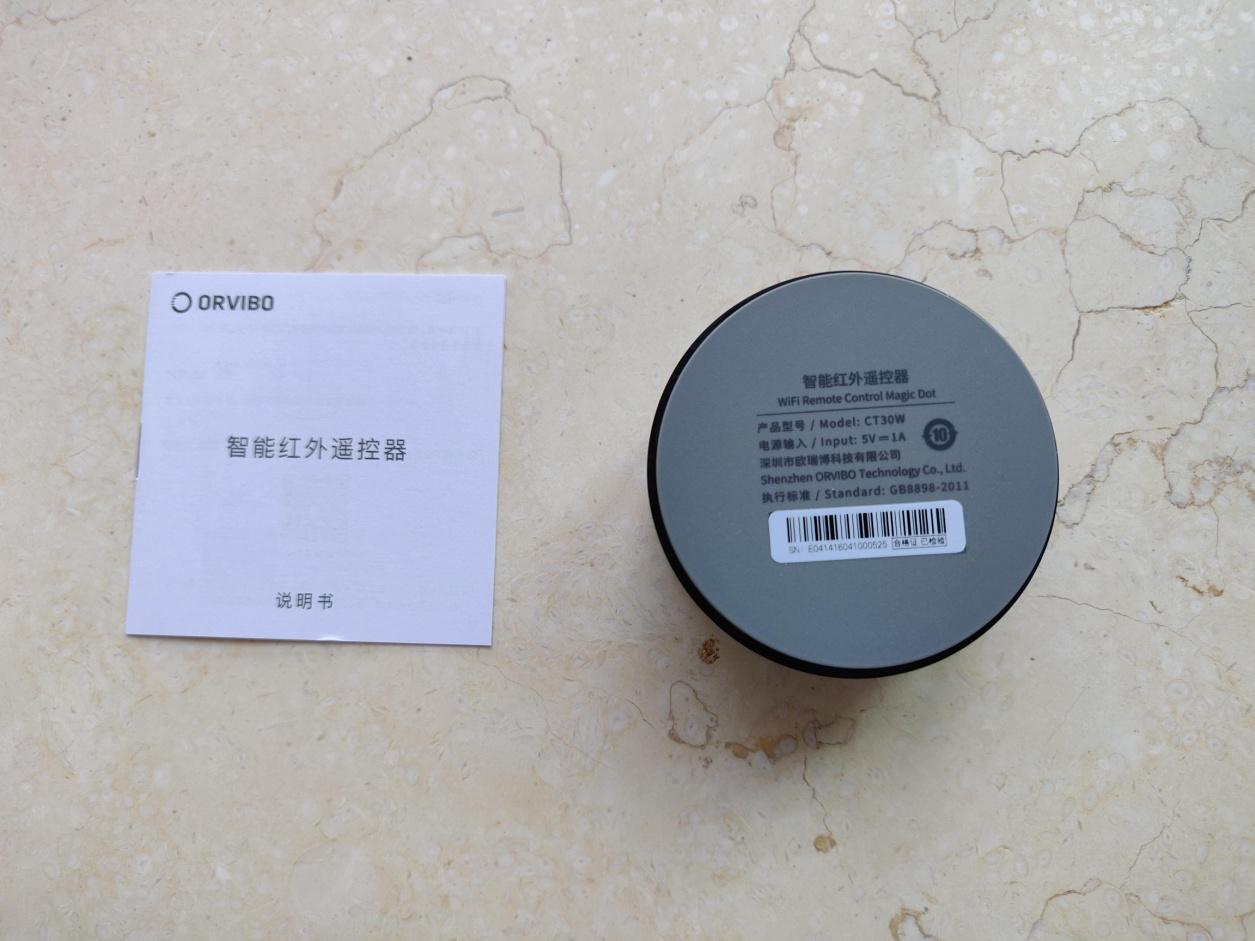 ORVIBO
智能红外遥控器
说明书
智能红外遥控器
WiFi Remote Control Magic Dot
产品型号 / Model: CT30W
电源输入 / Input: 5V⎓1A
10
深圳市欧瑞博科技有限公司
Shenzhen ORVIBO Technology Co., Ltd.
执行标准 / Standard: GB8898-2011
SN: E041416041000525 合格证 已检验